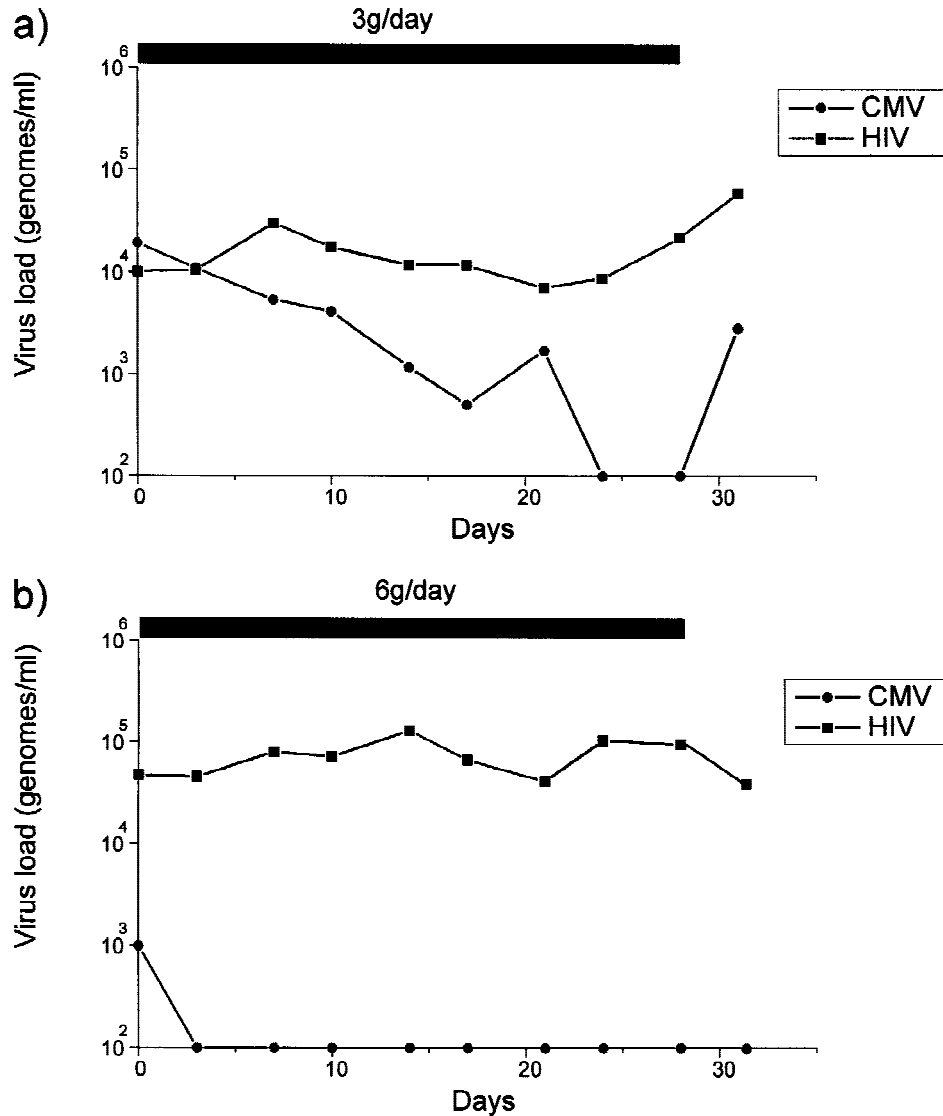 a)
3g/day
Virus load (genomes/ml)
10^6
10^5
10^4
10^3
10^2
0 10 20 30
Days
CMV
HIV
b)
6g/day
Virus load (genomes/ml)
10^6
10^5
10^4
10^3
10^2
0 10 20 30
Days
CMV
HIV